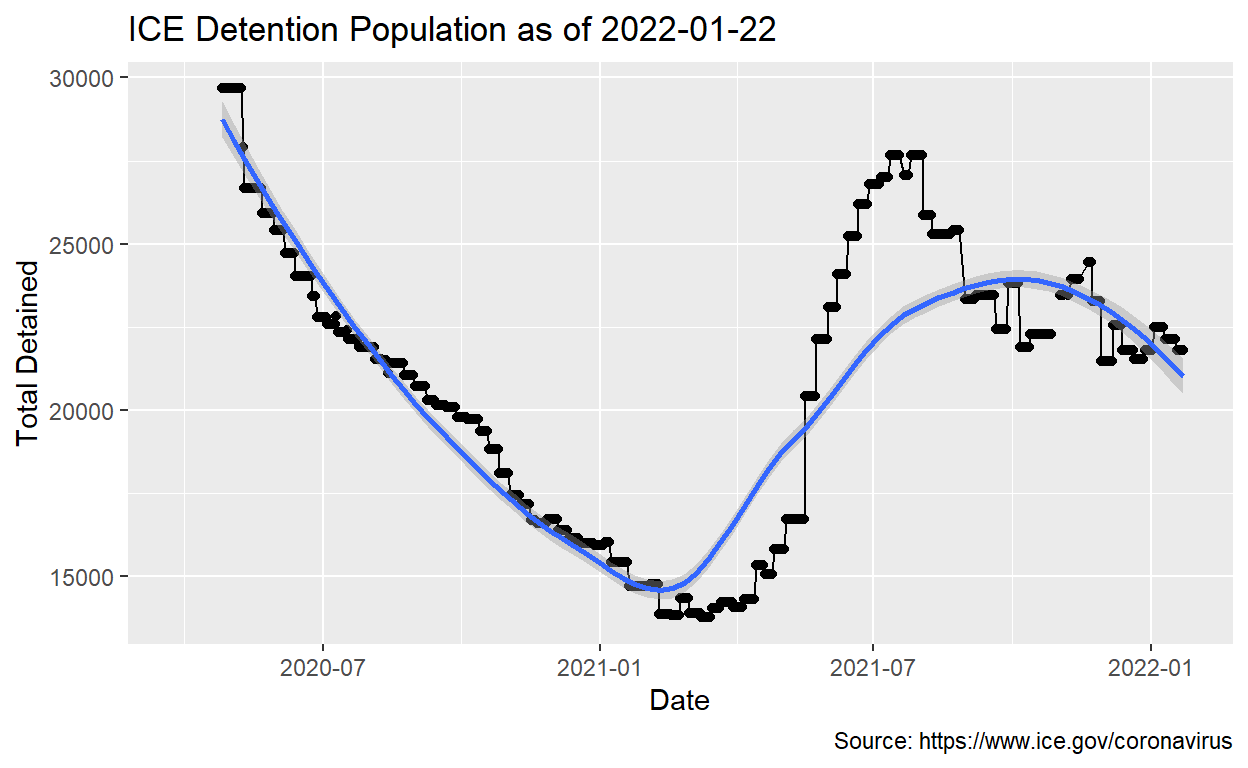 ICE Detention Population as of 2022-01-22
30000
25000
20000
15000
Total Detained
2020-07
2021-01
2021-07
2022-01
Date
Source: https://www.ice.gov/coronavirus